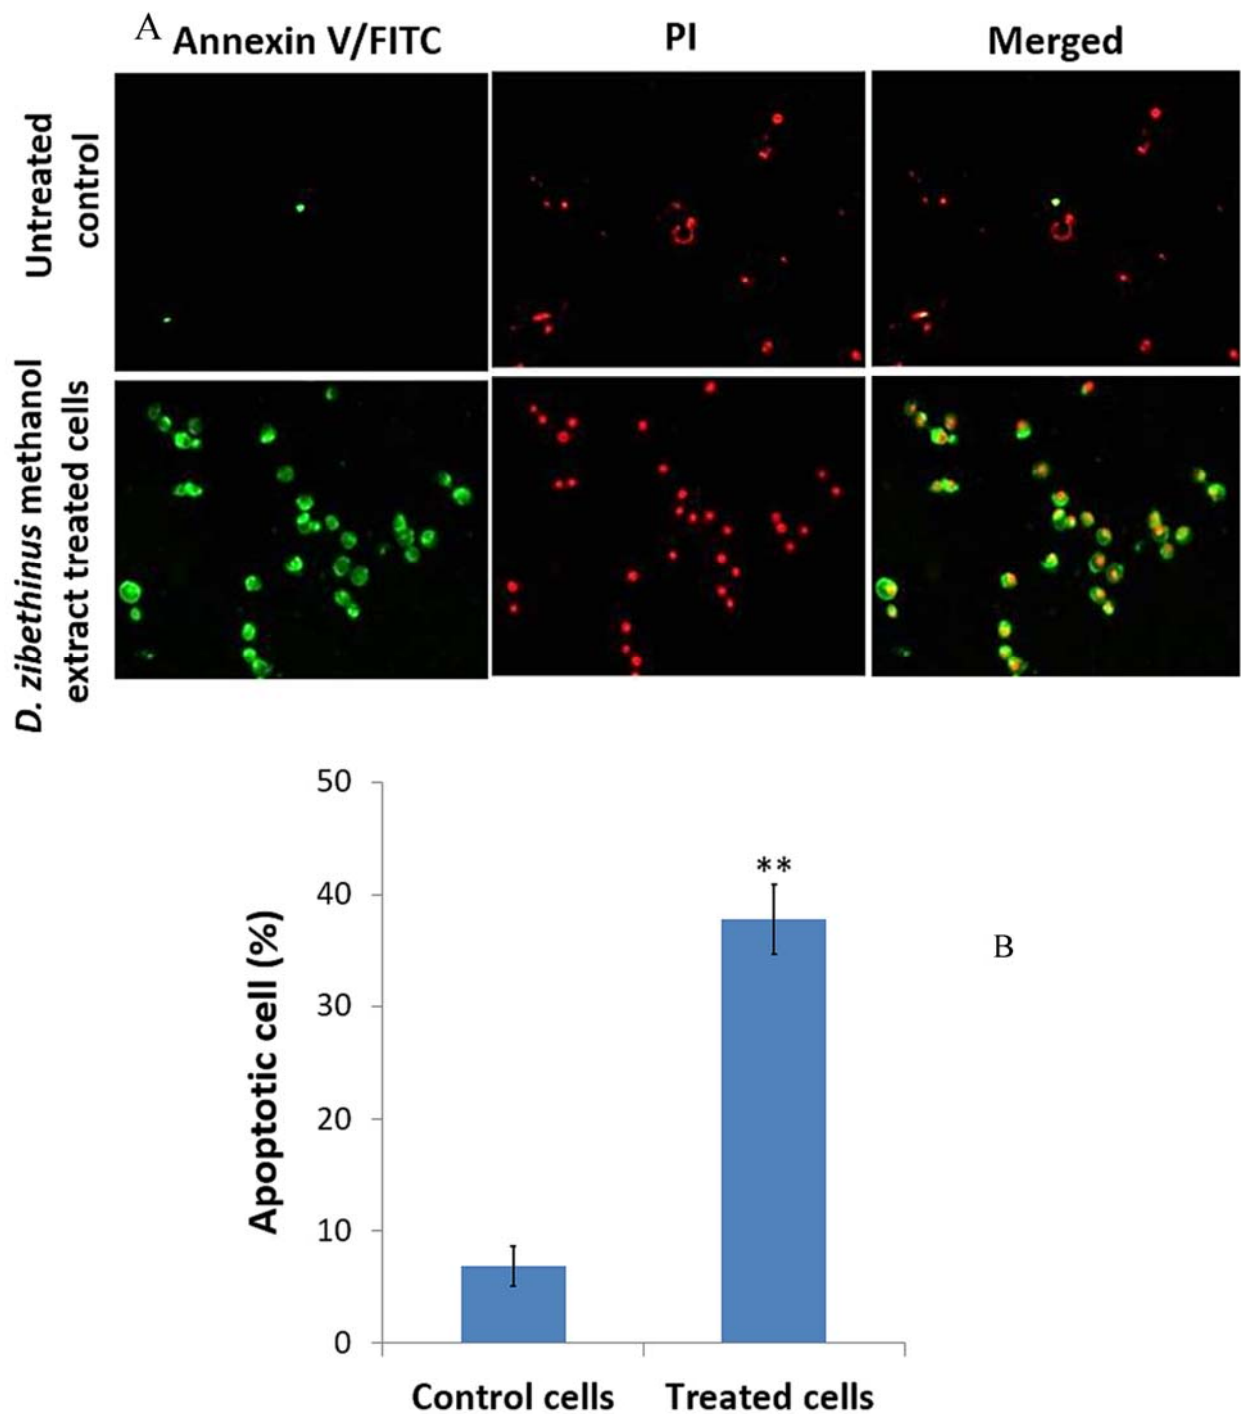 A
Annexin V/FITC
PI
Merged
Untreated
control
D. zibethinus methanol
extract treated cells
50
40
30
20
10
0
Apoptotic cell (%)
**
B
Control cells
Treated cells